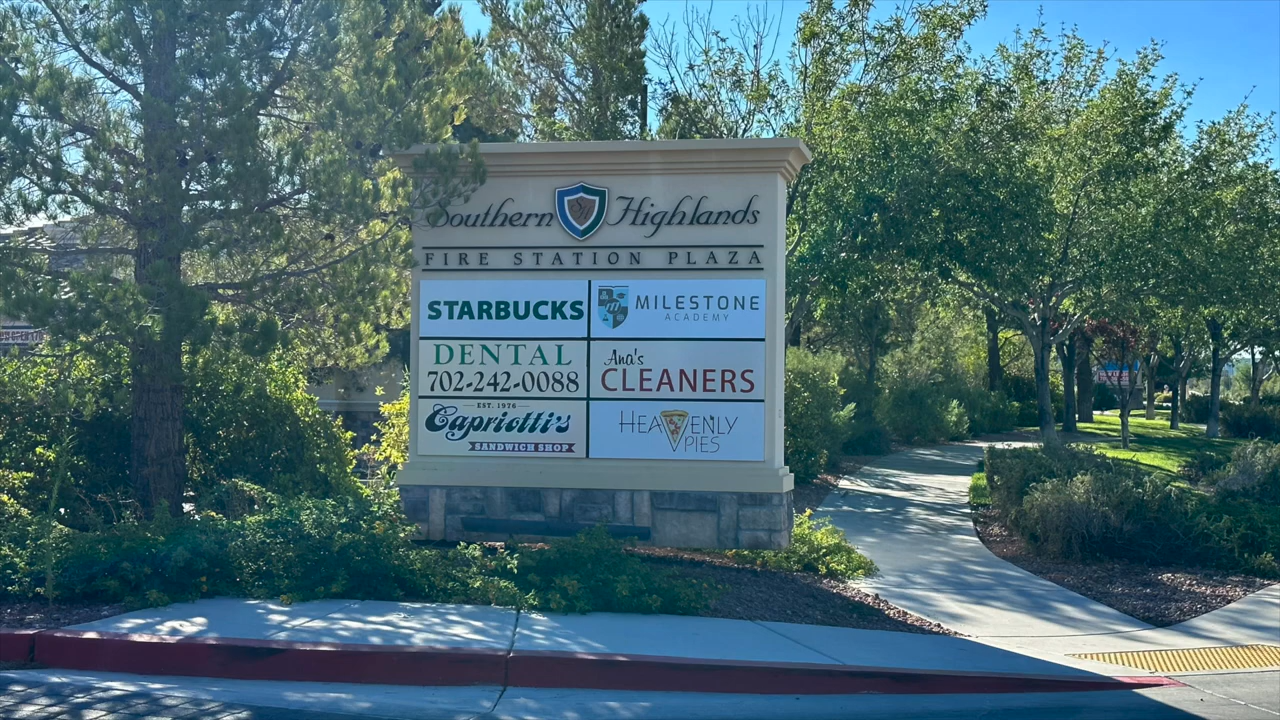 Southern Highlands
FIRE STATION PLAZA
STARBUCKS
MILESTONE
ACADEMY
DENTAL
702-242-0088
Ana's
CLEANERS
EST. 1976
Capriotti's
SANDWICH SHOP
HEAVENLY
PIES